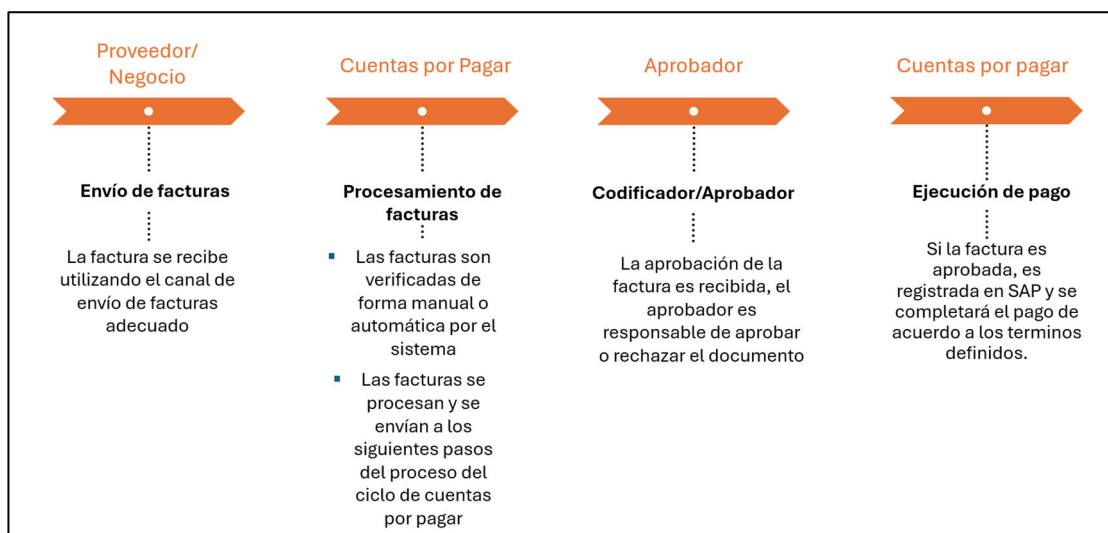 Proveedor/
Negocio
Envío de facturas
La factura se recibe
utilizando el canal de
envío de facturas
adecuado
Cuentas por Pagar
Procesamiento de
facturas
▪ Las facturas son
verificadas de
forma manual o
automática por el
sistema
▪ Las facturas se
procesan y se
envían a los
siguientes pasos
del proceso del
ciclo de cuentas
por pagar
Aprobador
Codificador/Aprobador
La aprobación de la
factura es recibida, el
aprobador es
responsable de aprobar
o rechazar el documento
Cuentas por pagar
Ejecución de pago
Si la factura es
aprobada, es
registrada en SAP y se
completará el pago de
acuerdo a los terminos
definidos.